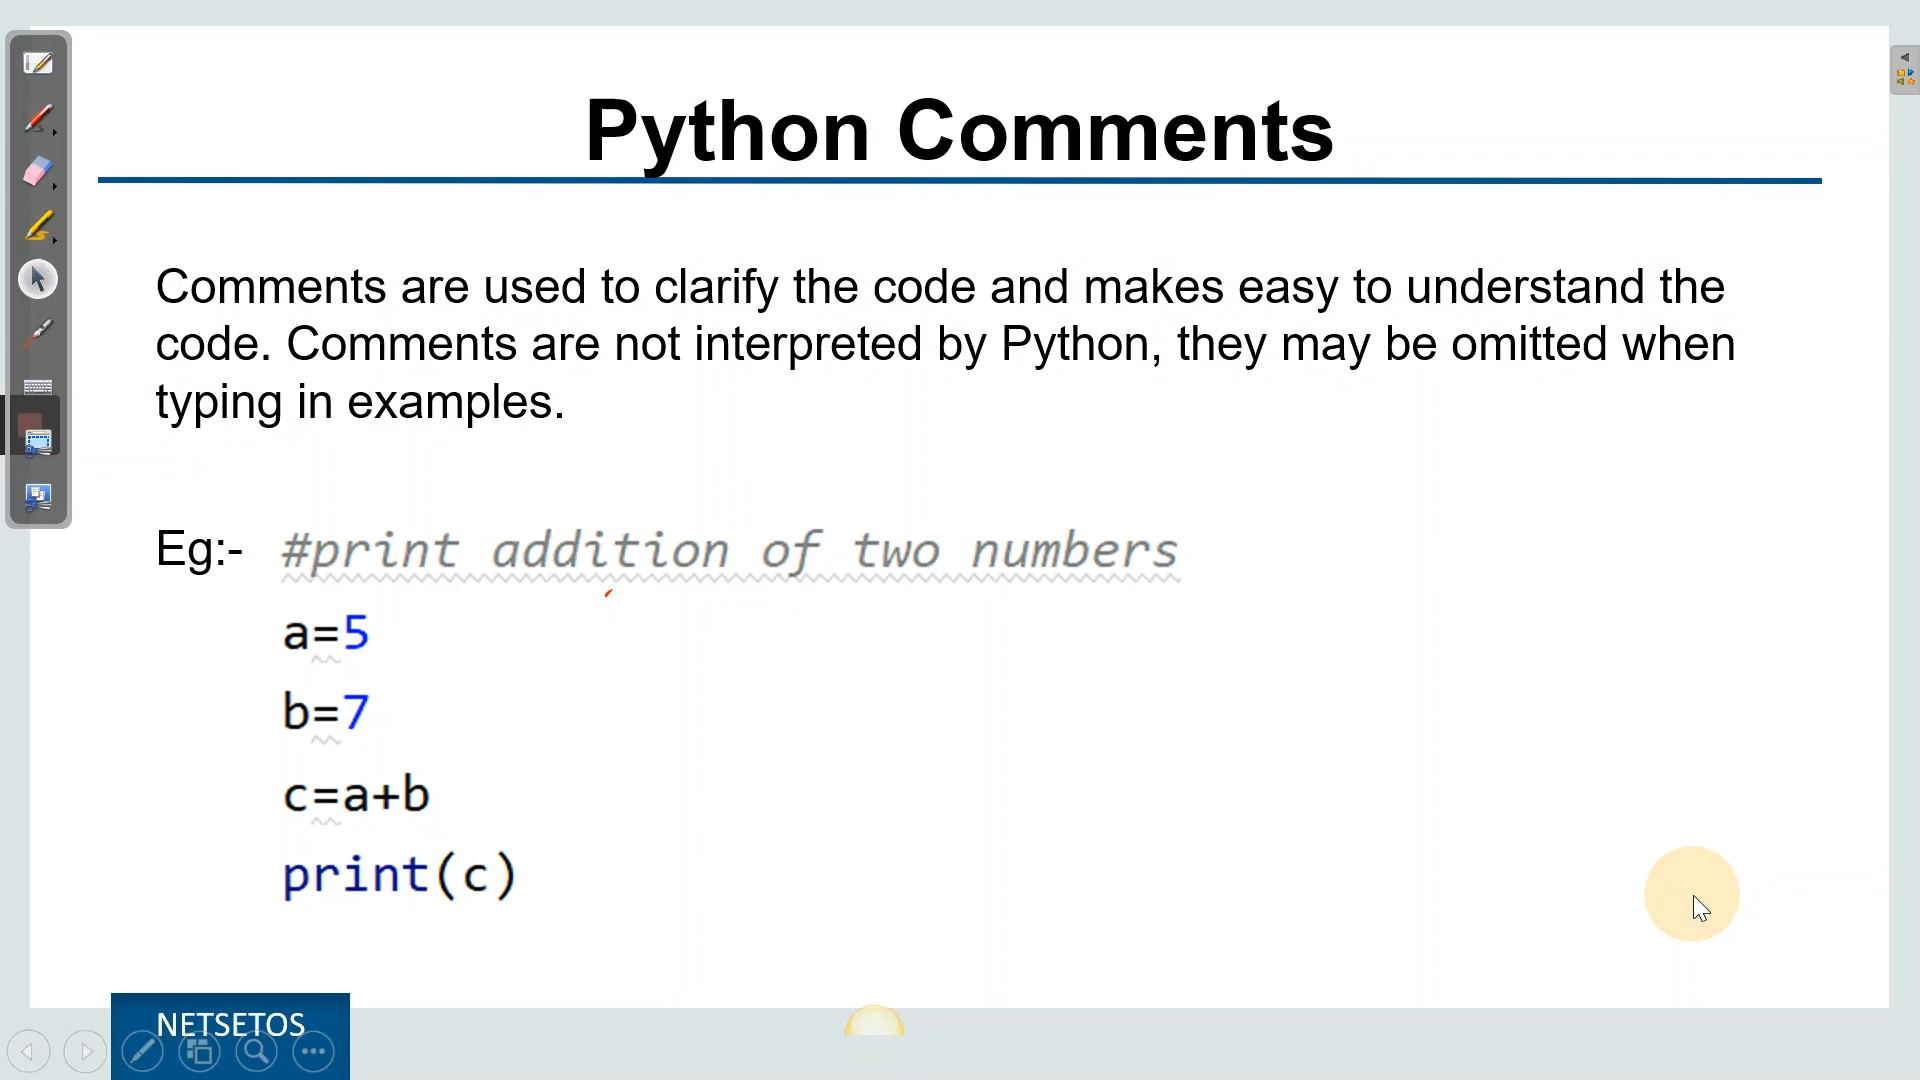 Python Comments
Comments are used to clarify the code and makes easy to understand the
code. Comments are not interpreted by Python, they may be omitted when
typing in examples.
Eg:- #print addition of two numbers
a=5
b=7
c=a+b
print(c)
NETSETOS